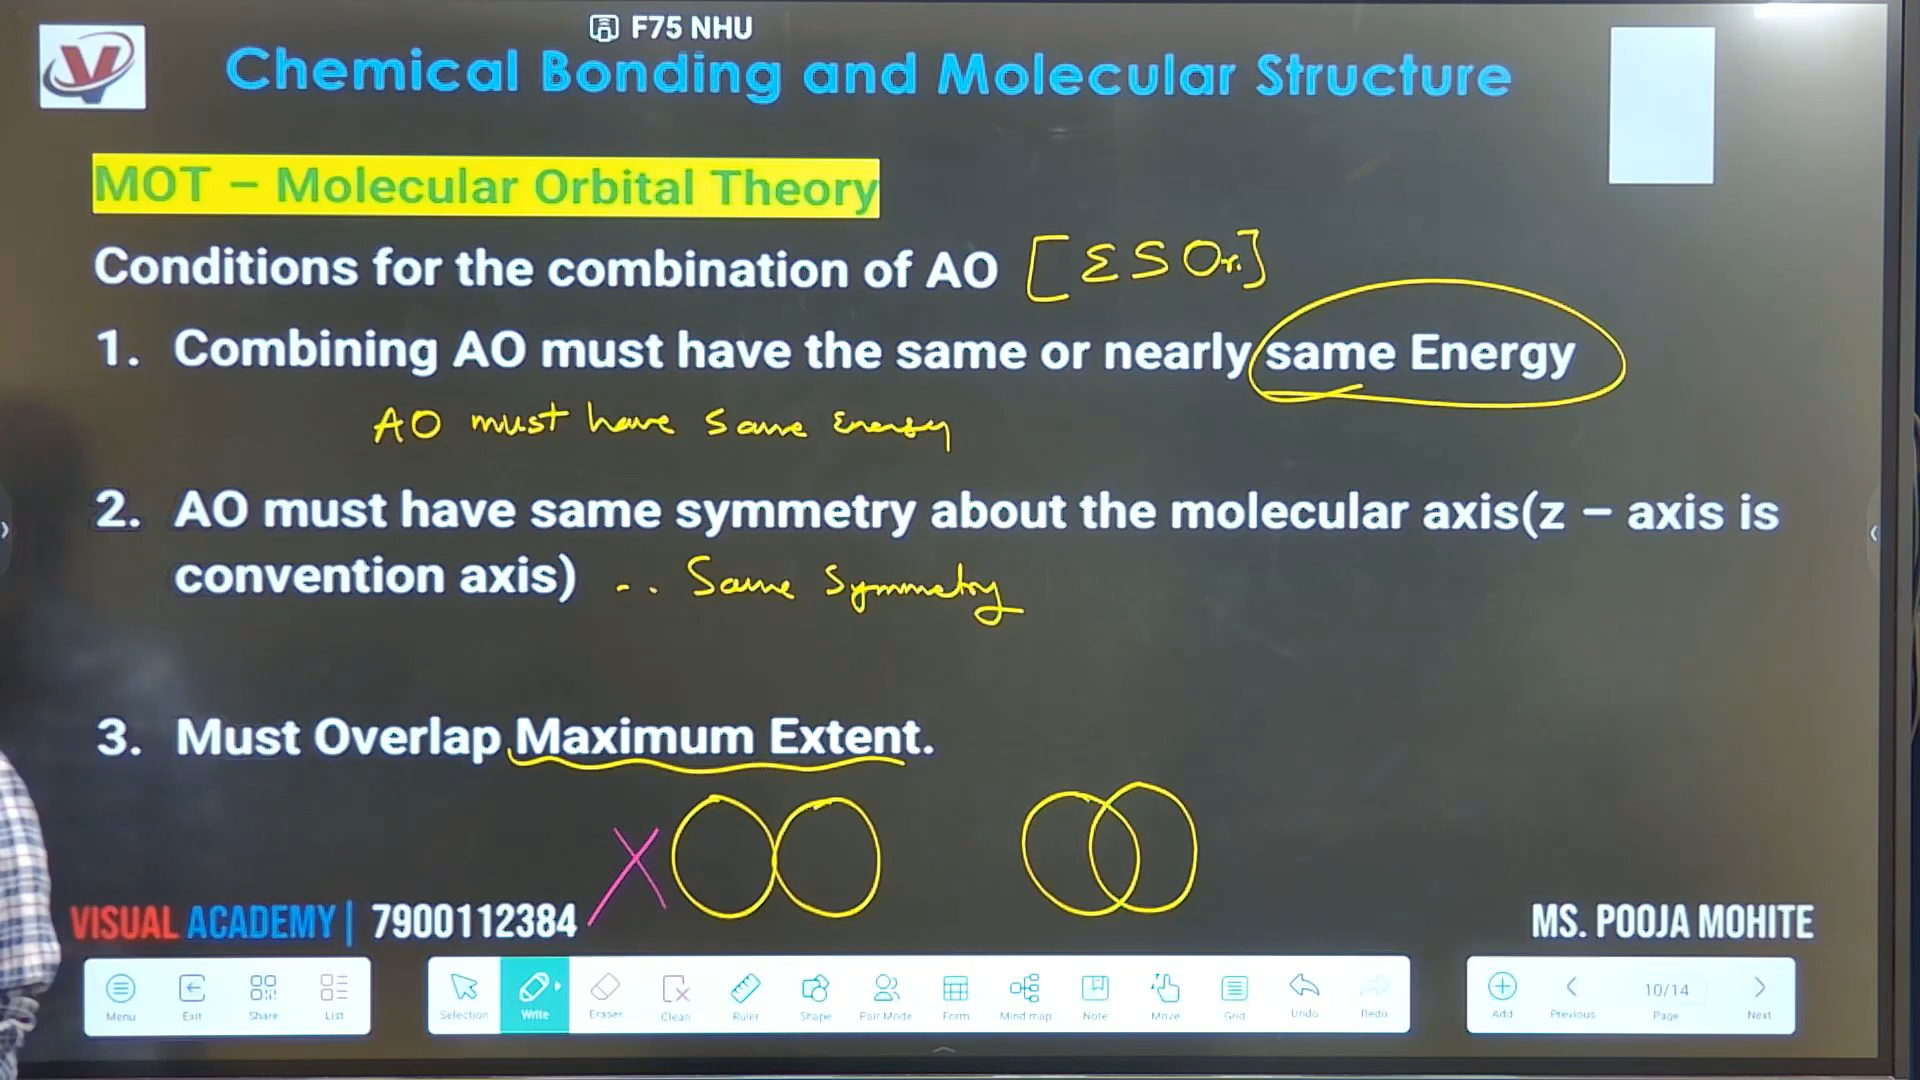 F75 NHU
Chemical Bonding and Molecular Structure
MOT – Molecular Orbital Theory
Conditions for the combination of AO [ESOr.]
1. Combining AO must have the same or nearly same Energy
AO must have same Energy
2. AO must have same symmetry about the molecular axis(z – axis is
convention axis) .. Same Symmetry
3. Must Overlap Maximum Extent.
VISUAL ACADEMY | 7900112384
MS. POOJA MOHITE
Menu Exit Share List Selection Write Eraser Clean Ruler Shape Pair Mode Form Mind map Note Move Grid Undo Redo Add Previous 10/14 Page Next